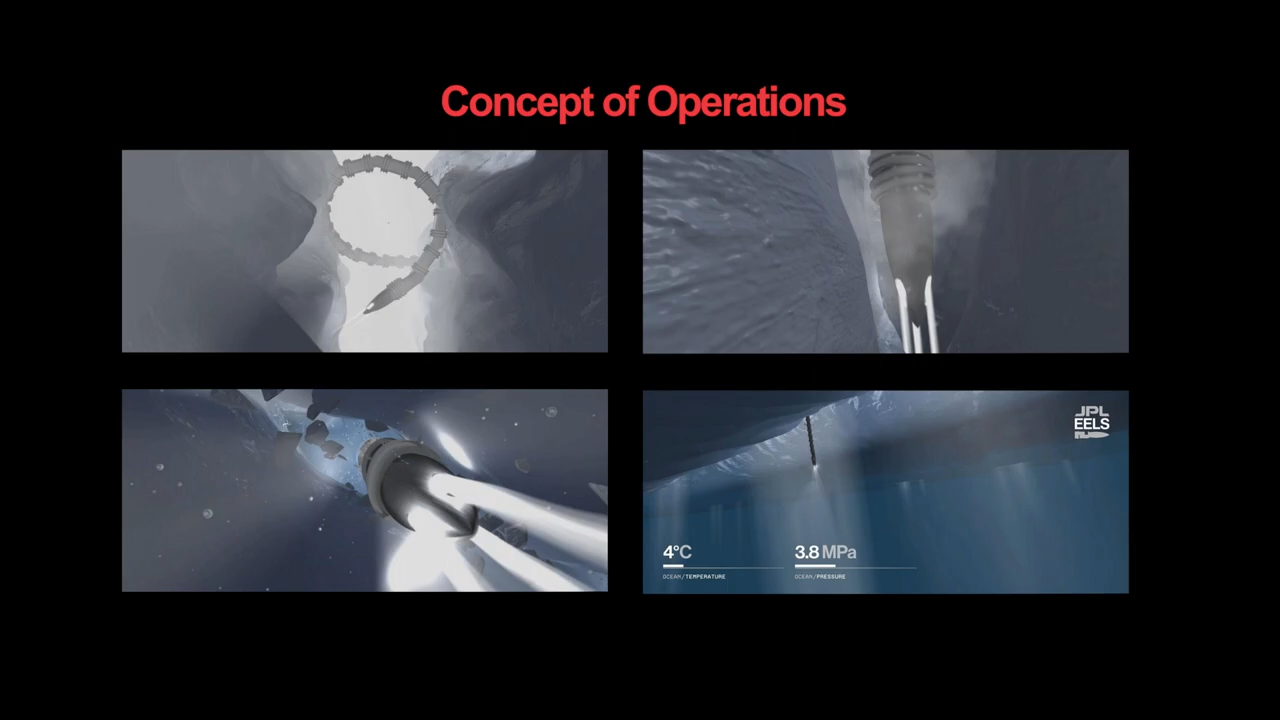 Concept of Operations
JPL
EELS
4°C
3.8 MPa
OCEAN/TEMPERATURE
OCEAN/PRESSURE